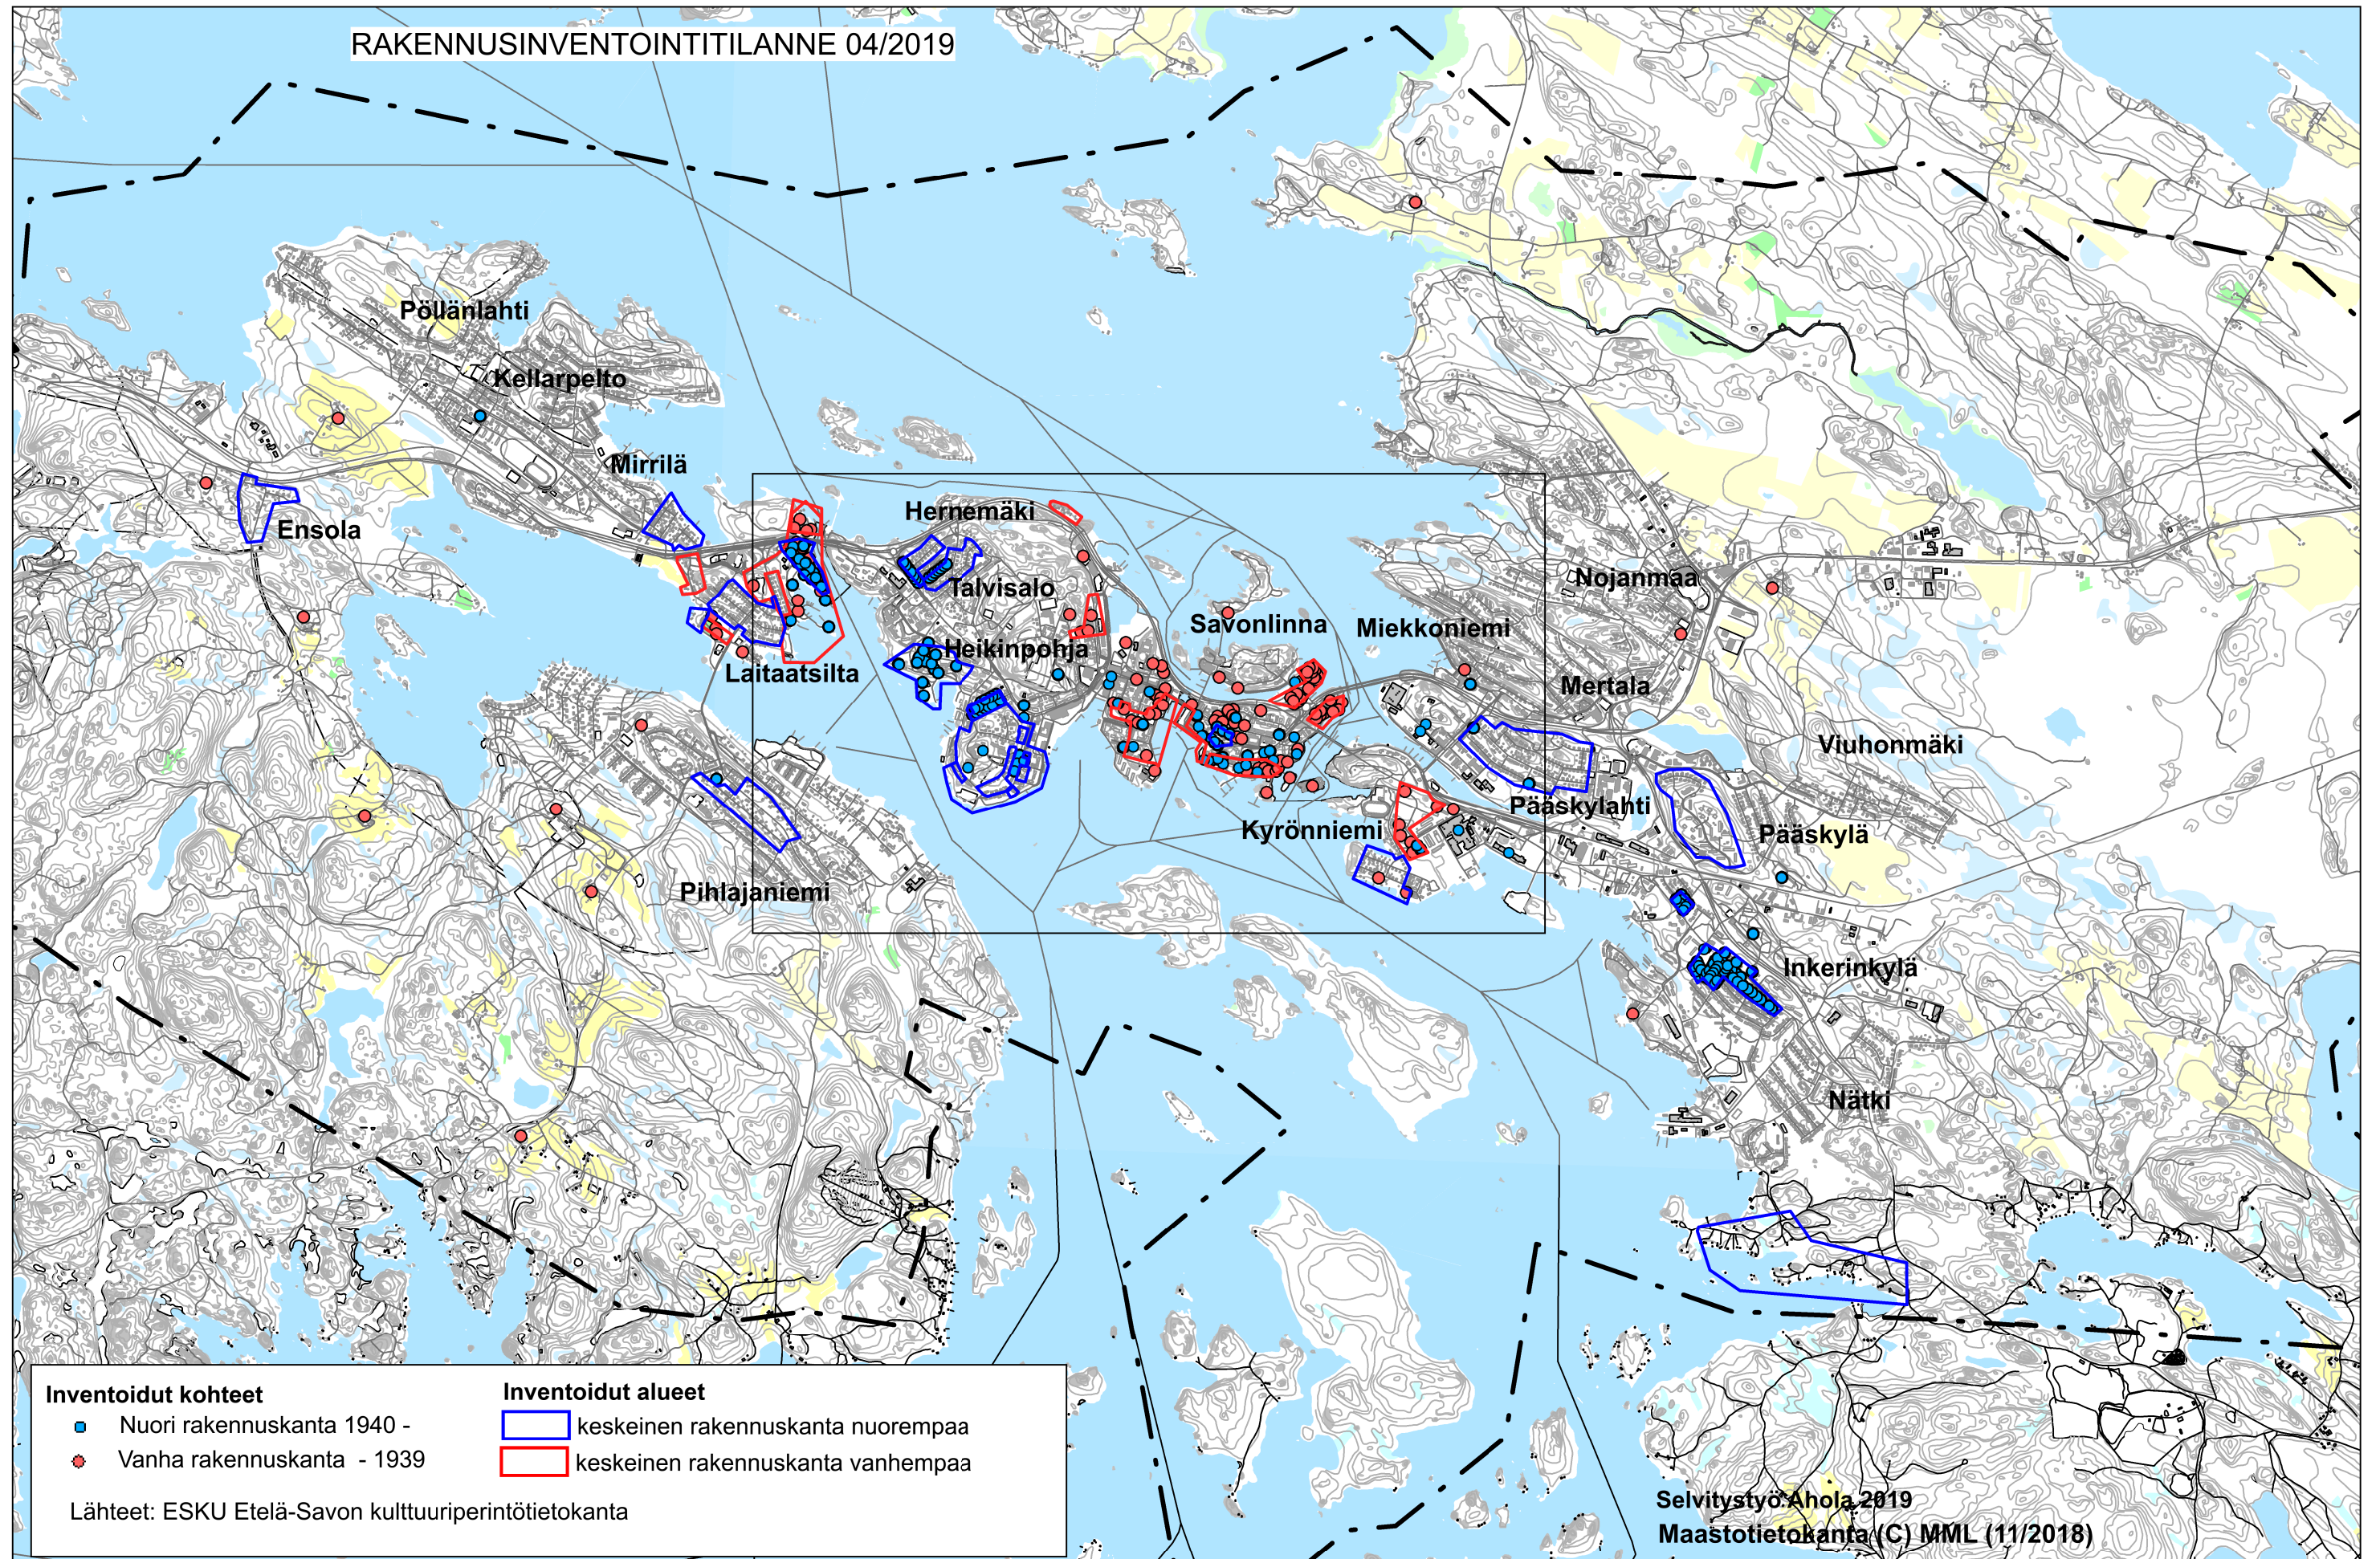 RAKENNUSINVENTOINTITILANNE 04/2019
Pöllänlahti
Kellarpelto
Mirrilä
Ensola
Hernemäki
Talvisalo
Nojanmaa
Savonlinna
Miekkoniemi
Heikinpohja
Laitaatsilta
Mertala
Viuhonmäki
Pääskylahti
Kyrönniemi
Pääskylä
Pihlajaniemi
Inkerinkylä
Nätki
Inventoidut kohteet
Nuori rakennuskanta 1940 -
Vanha rakennuskanta - 1939
Inventoidut alueet
keskeinen rakennuskanta nuorempaa
keskeinen rakennuskanta vanhempaa
Lähteet: ESKU Etelä-Savon kulttuuriperintötietokanta
Selvitystyö Ahola 2019
Maastotietokanta (C) MML (11/2018)